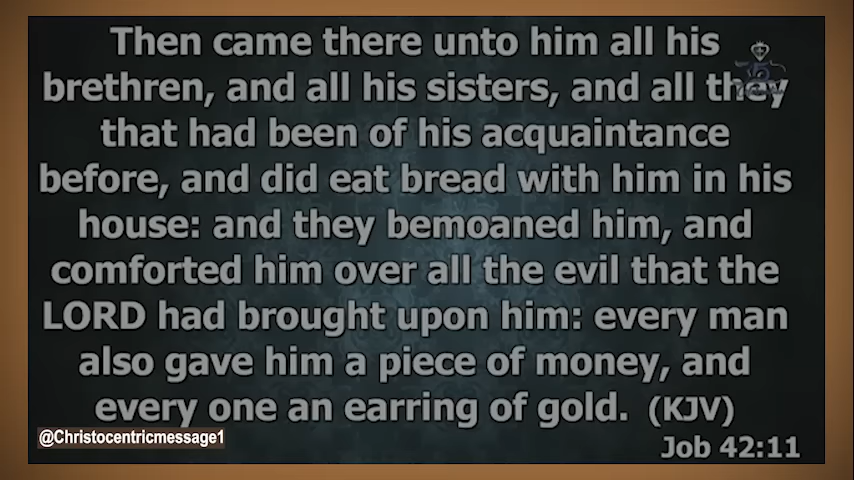 Then came there unto him all his
brethren, and all his sisters, and all they
that had been of his acquaintance
before, and did eat bread with him in his
house: and they bemoaned him, and
comforted him over all the evil that the
LORD had brought upon him: every man
also gave him a piece of money, and
every one an earring of gold. (KJV)
@Christocentricmessage1
Job 42:11